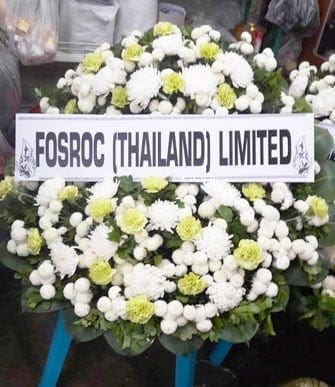 FOSROC (THAILAND) LIMITED